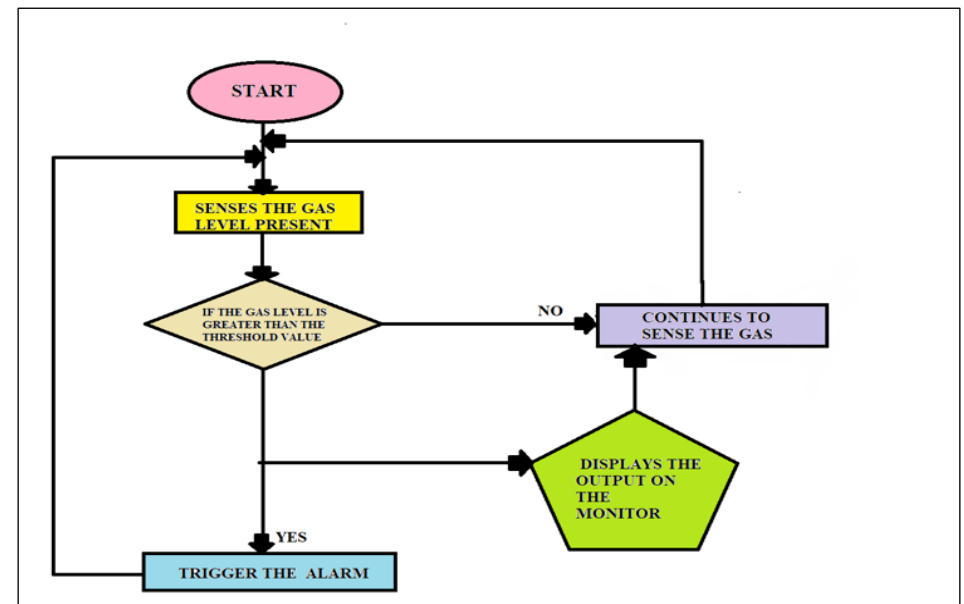 START
SENSES THE GAS
LEVEL PRESENT
IF THE GAS LEVEL IS
GREATER THAN THE
THRESHOLD VALUE
NO
CONTINUES TO
SENSE THE GAS
DISPLAYS THE
OUTPUT ON
THE
MONITOR
YES
TRIGGER THE ALARM